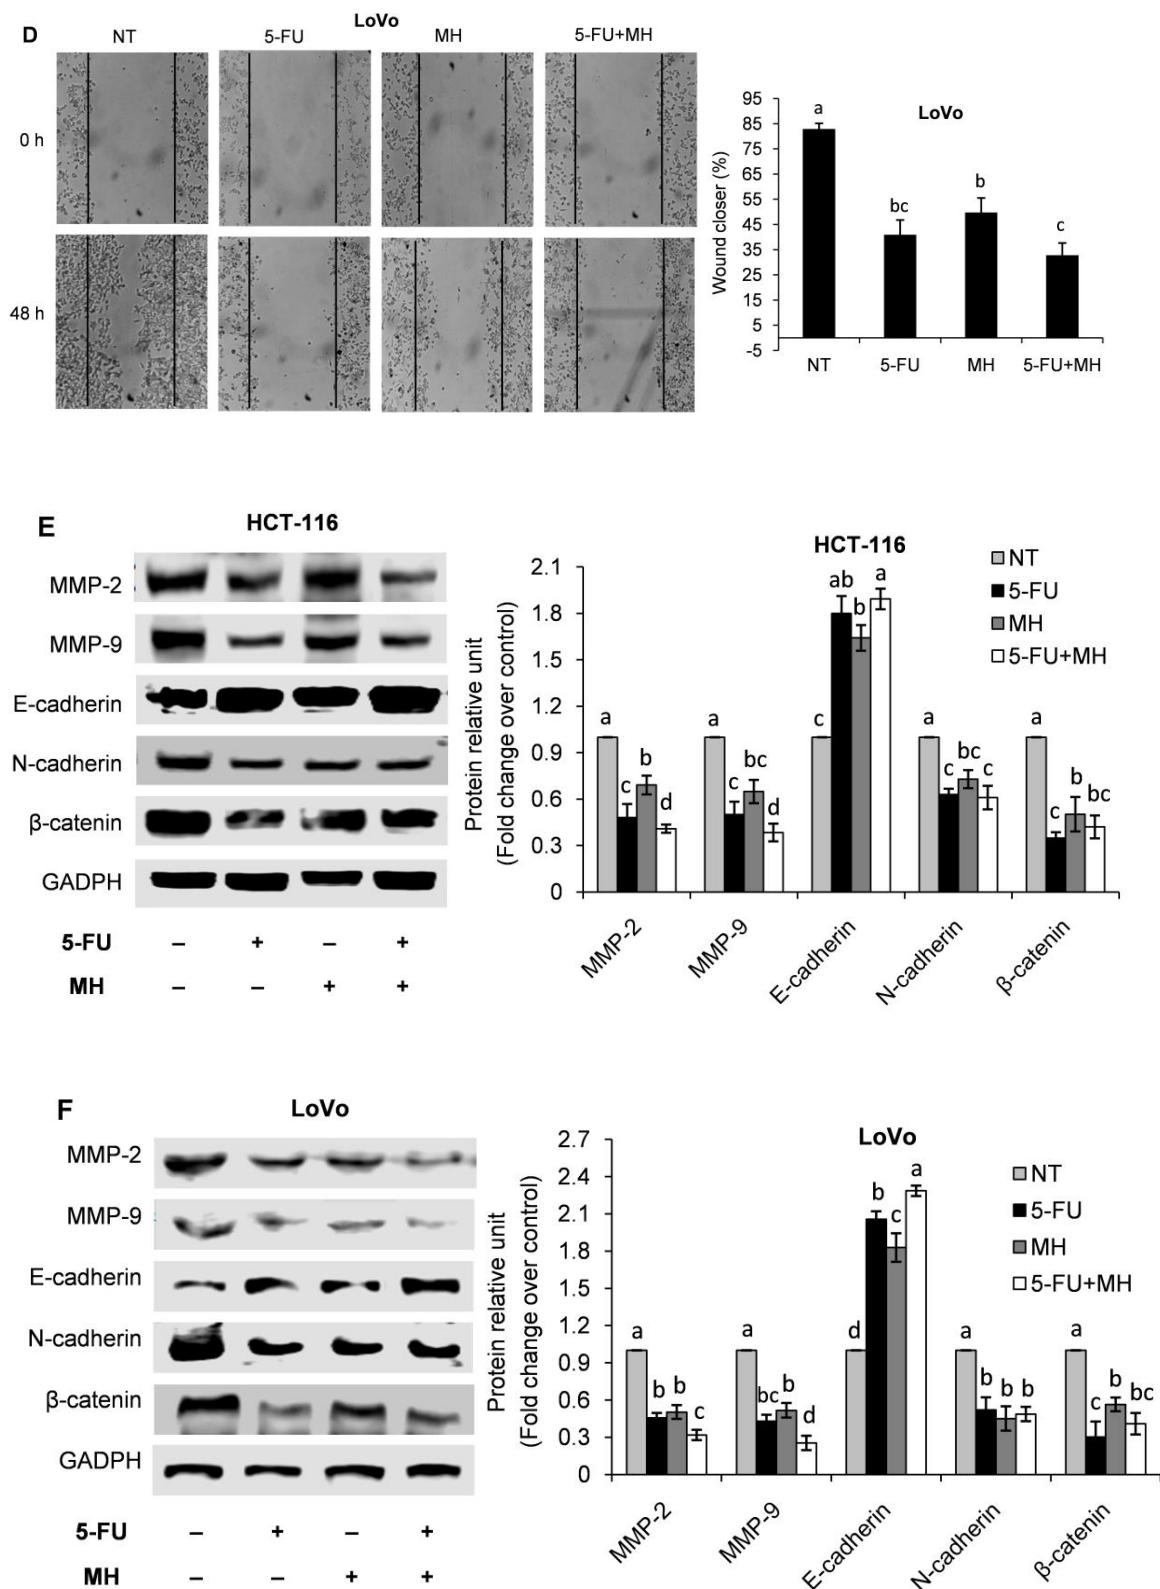 D
LoVo
NT 5-FU MH 5-FU+MH
0 h
48 h
LoVo
Wound closer (%)
95
85
75
65
55
45
35
25
15
5
-5
a
bc
b
c
NT 5-FU MH 5-FU+MH
E
HCT-116
MMP-2
MMP-9
E-cadherin
N-cadherin
β-catenin
GADPH
5-FU – + – +
MH – – + +
HCT-116
Protein relative unit
(Fold change over control)
2.1
1.8
1.5
1.2
0.9
0.6
0.3
0
NT
5-FU
MH
5-FU+MH
a c b d
a c bc d
c ab b a
a c bc c
a c b bc
MMP-2
MMP-9
E-cadherin
N-cadherin
β-catenin
F
LoVo
MMP-2
MMP-9
E-cadherin
N-cadherin
β-catenin
GADPH
5-FU – + – +
MH – – + +
LoVo
Protein relative unit
(Fold change over control)
2.7
2.4
2.1
1.8
1.5
1.2
0.9
0.6
0.3
0
NT
5-FU
MH
5-FU+MH
a b b c
a bc b d
d b c a
a b b b
a c b bc
MMP-2
MMP-9
E-cadherin
N-cadherin
β-catenin